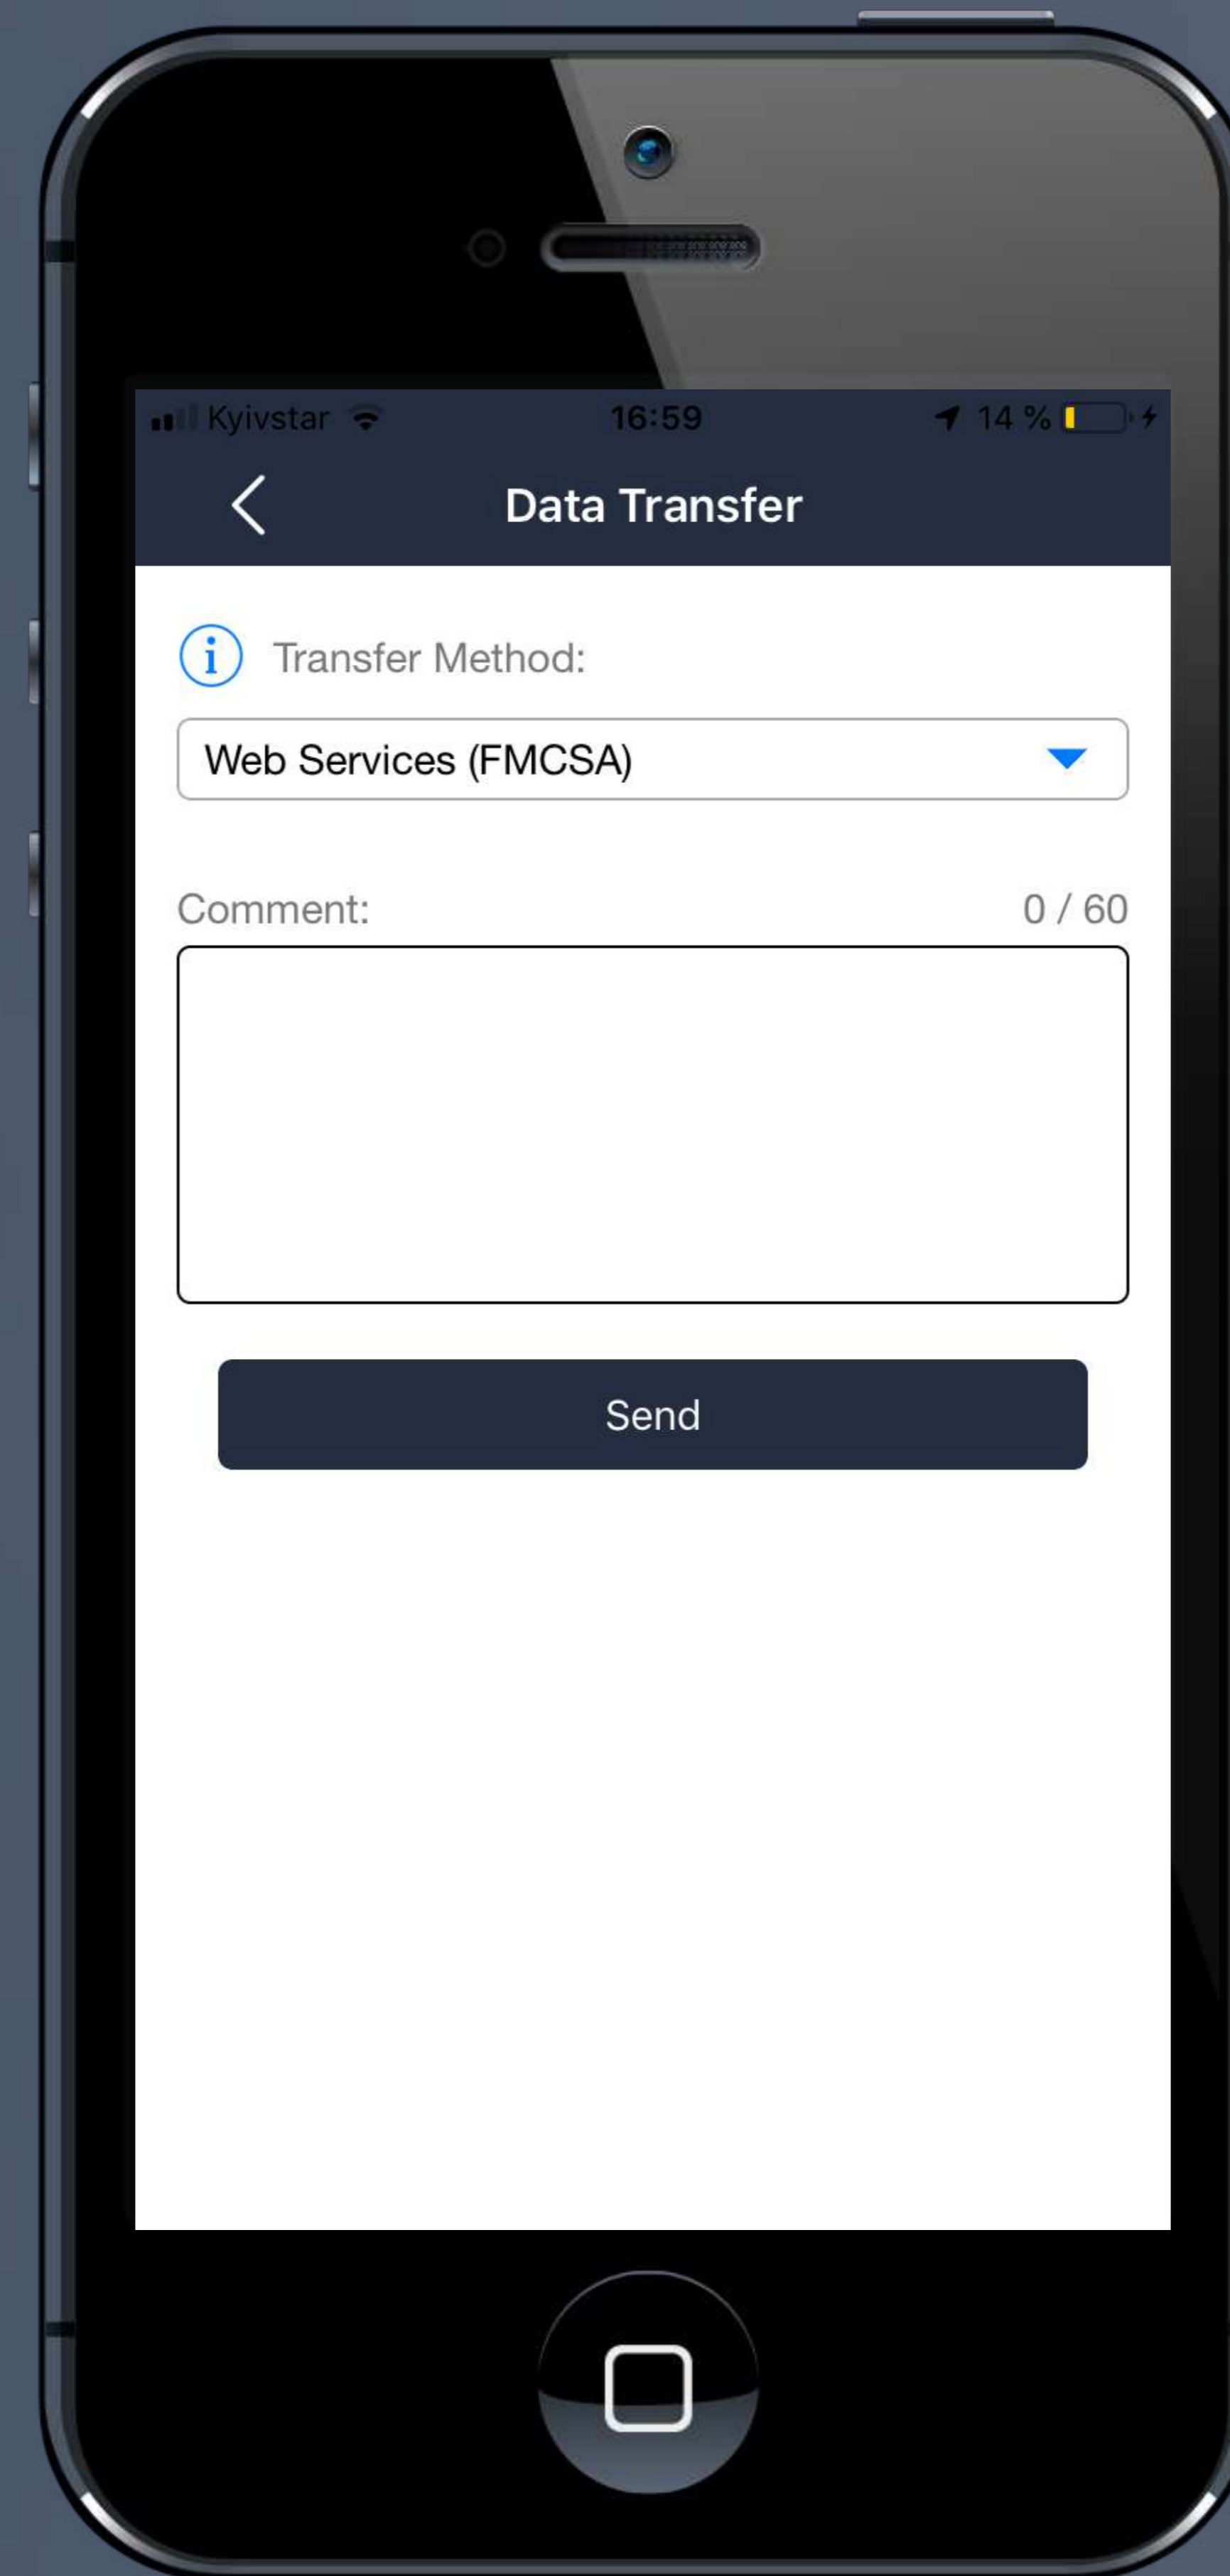 Kyivstar 16:59 14 %
Data Transfer
i Transfer Method:
Web Services (FMCSA)
Comment: 0 / 60
Send